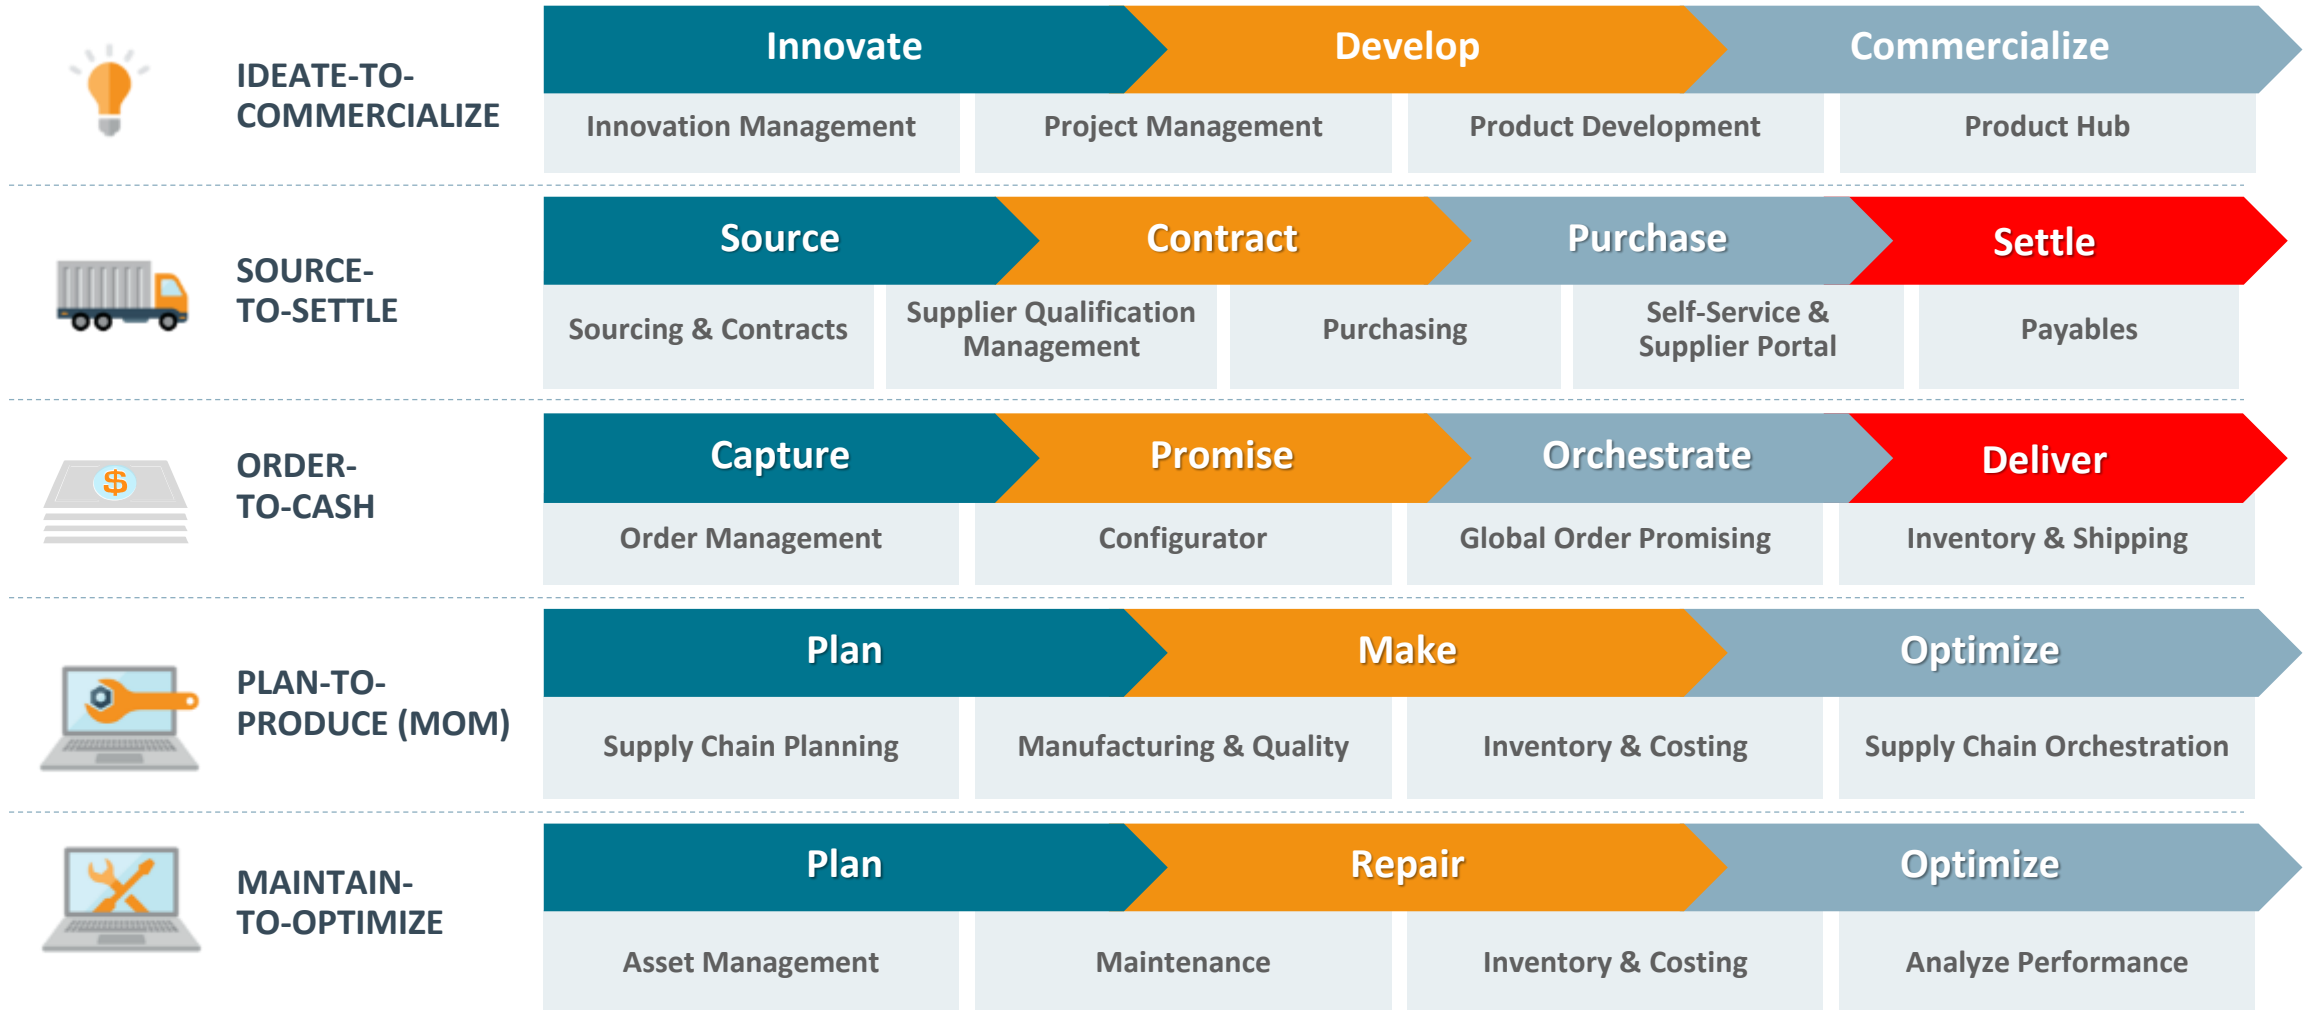 IDEATE-TO-
COMMERCIALIZE
Innovate
Develop
Commercialize
Innovation Management
Project Management
Product Development
Product Hub
SOURCE-
TO-SETTLE
Source
Contract
Purchase
Settle
Sourcing & Contracts
Supplier Qualification
Management
Purchasing
Self-Service &
Supplier Portal
Payables
ORDER-
TO-CASH
$
Capture
Promise
Orchestrate
Deliver
Order Management
Configurator
Global Order Promising
Inventory & Shipping
PLAN-TO-
PRODUCE (MOM)
Plan
Make
Optimize
Supply Chain Planning
Manufacturing & Quality
Inventory & Costing
Supply Chain Orchestration
MAINTAIN-
TO-OPTIMIZE
Plan
Repair
Optimize
Asset Management
Maintenance
Inventory & Costing
Analyze Performance